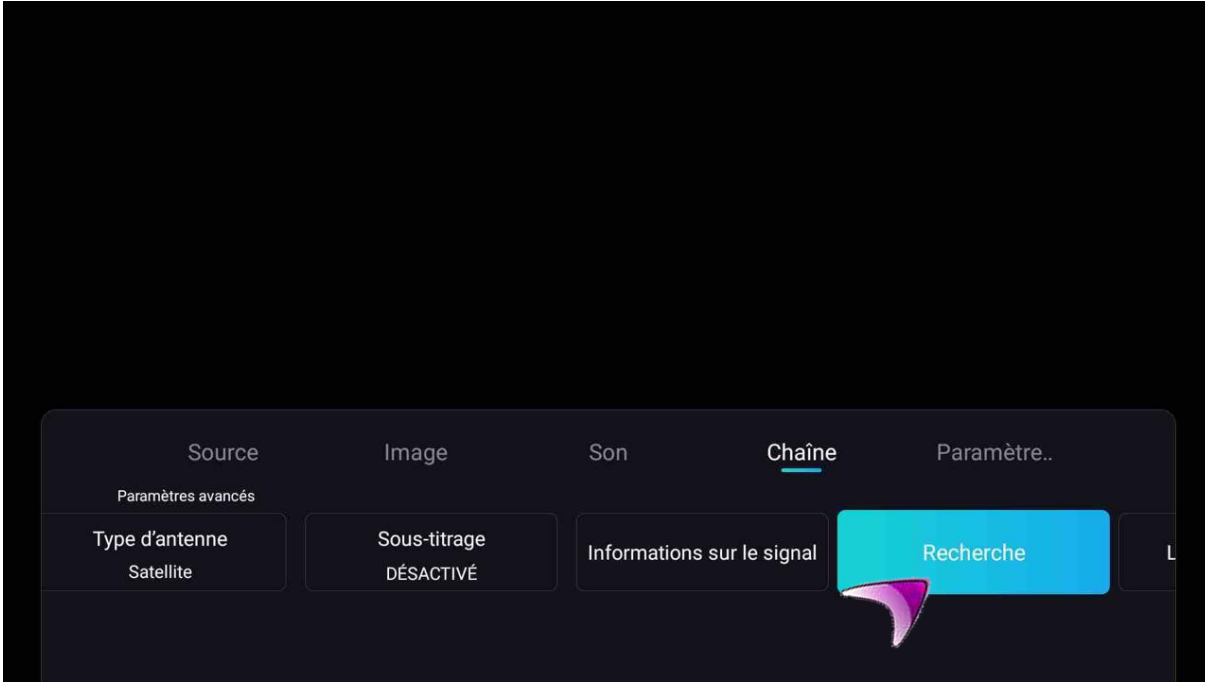 Source Image Son Chaîne Paramètre..
Paramètres avancés
Type d’antenne
Satellite
Sous-titrage
DÉSACTIVÉ
Informations sur le signal
Recherche
L